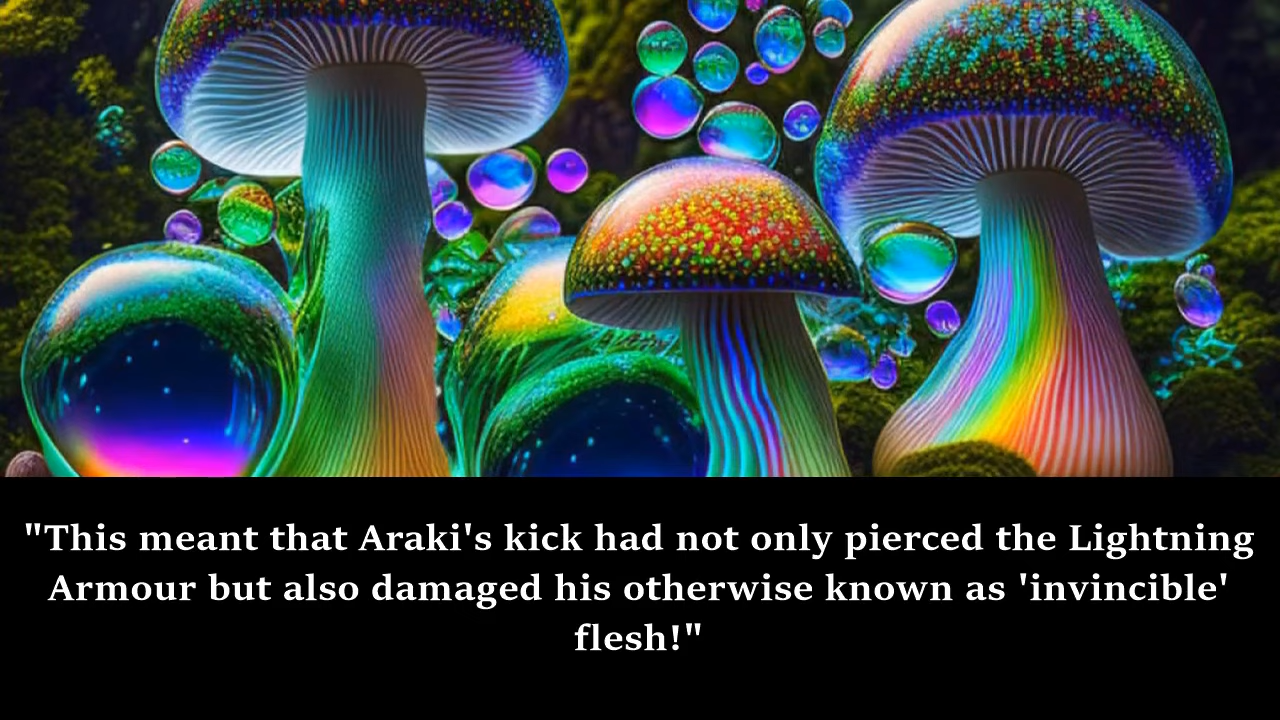 "This meant that Araki's kick had not only pierced the Lightning
Armour but also damaged his otherwise known as 'invincible'
flesh!"